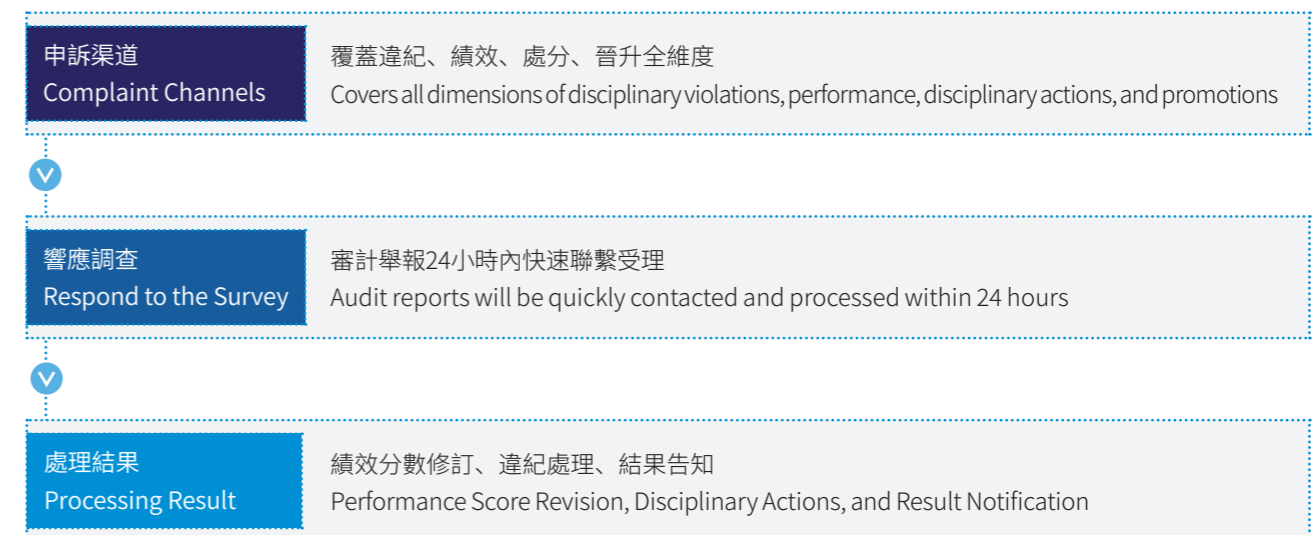 申訴渠道
Complaint Channels
覆蓋違紀、績效、處分、晉升全維度
Covers all dimensions of disciplinary violations, performance, disciplinary actions, and promotions
響應調查
Respond to the Survey
審計舉報24小時內快速聯繫受理
Audit reports will be quickly contacted and processed within 24 hours
處理結果
Processing Result
績效分數修訂、違紀處理、結果告知
Performance Score Revision, Disciplinary Actions, and Result Notification